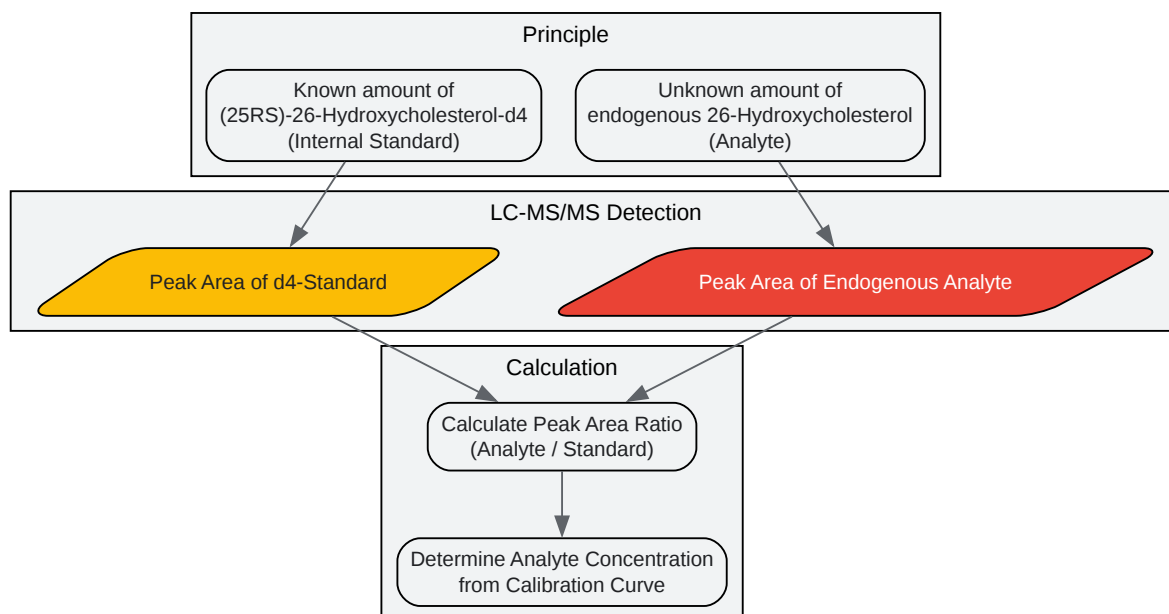 Principle
Known amount of
(25RS)-26-Hydroxycholesterol-d4
(Internal Standard)
Unknown amount of
endogenous 26-Hydroxycholesterol
(Analyte)
LC-MS/MS Detection
Peak Area of d4-Standard
Peak Area of Endogenous Analyte
Calculation
Calculate Peak Area Ratio
(Analyte / Standard)
Determine Analyte Concentration
from Calibration Curve